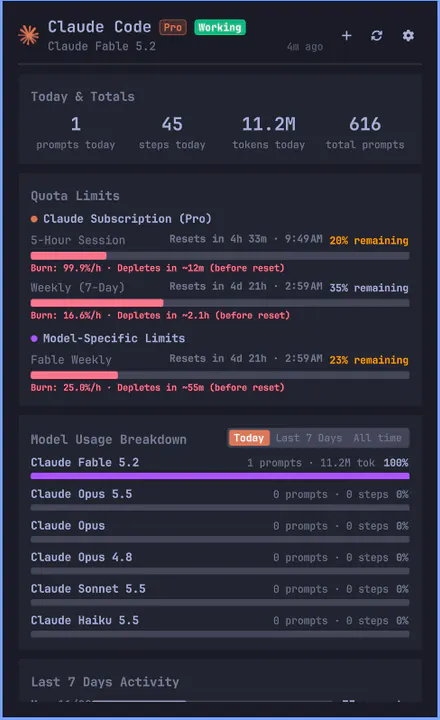 Claude Code Pro Working
Claude Fable 5.2 4m ago
Today & Totals
1 45 11.2M 616
prompts today steps today tokens today total prompts
Quota Limits
Claude Subscription (Pro)
5-Hour Session Resets in 4h 33m · 9:49AM 20% remaining
Burn: 99.9%/h · Depletes in ~12m (before reset)
Weekly (7-Day) Resets in 4d 21h · 2:59AM 35% remaining
Burn: 16.6%/h · Depletes in ~2.1h (before reset)
Model-Specific Limits
Fable Weekly Resets in 4d 21h · 2:59AM 23% remaining
Burn: 25.0%/h · Depletes in ~55m (before reset)
Model Usage Breakdown Today Last 7 Days All time
Claude Fable 5.2 1 prompts · 11.2M tok 100%
Claude Opus 5.5 0 prompts · 0 steps 0%
Claude Opus 0 prompts · 0 steps 0%
Claude Opus 4.8 0 prompts · 0 steps 0%
Claude Sonnet 5.5 0 prompts · 0 steps 0%
Claude Haiku 5.5 0 prompts · 0 steps 0%
Last 7 Days Activity